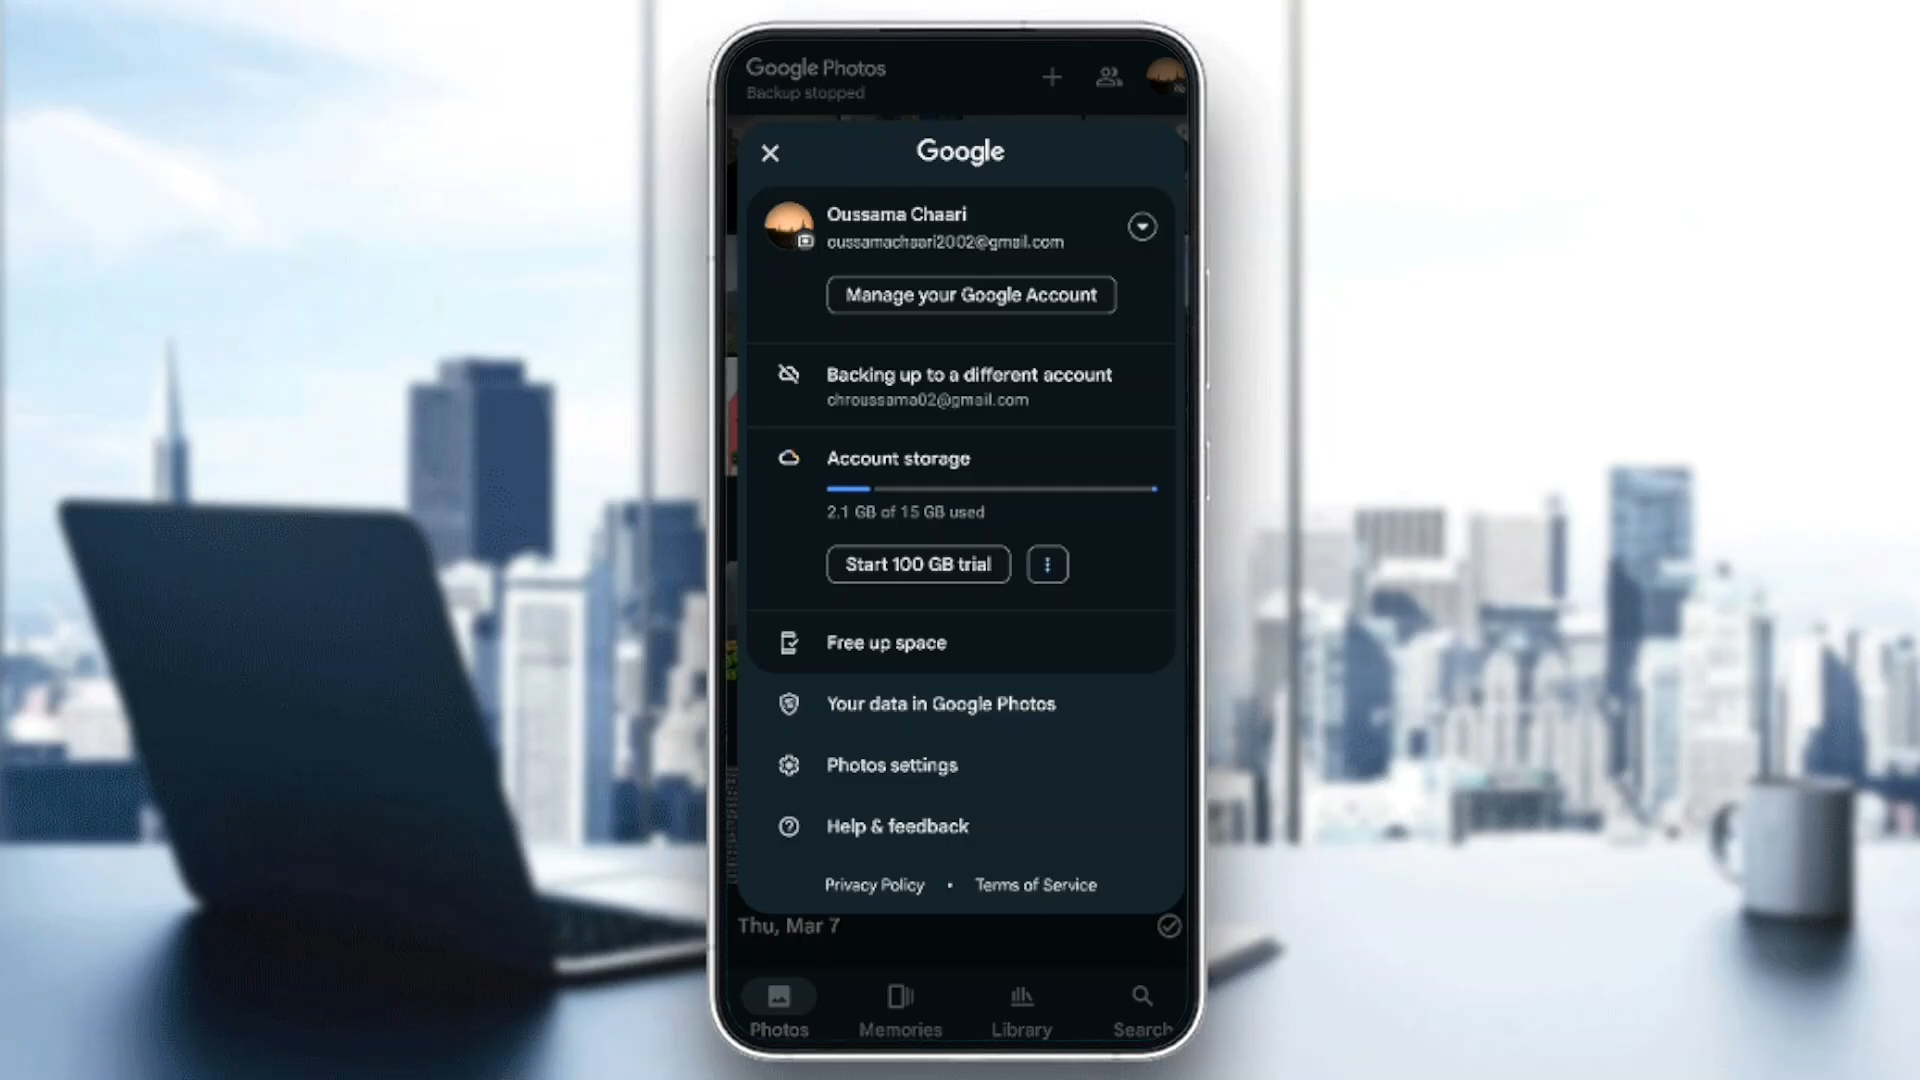 Google Photos
Backup stopped
Google
Oussama Chaari
oussamachaari2002@gmail.com
Manage your Google Account
Backing up to a different account
chroussama02@gmail.com
Account storage
2.1 GB of 15 GB used
Start 100 GB trial
Free up space
Your data in Google Photos
Photos settings
Help & feedback
Privacy Policy • Terms of Service
Thu, Mar 7
Photos Memories Library Search